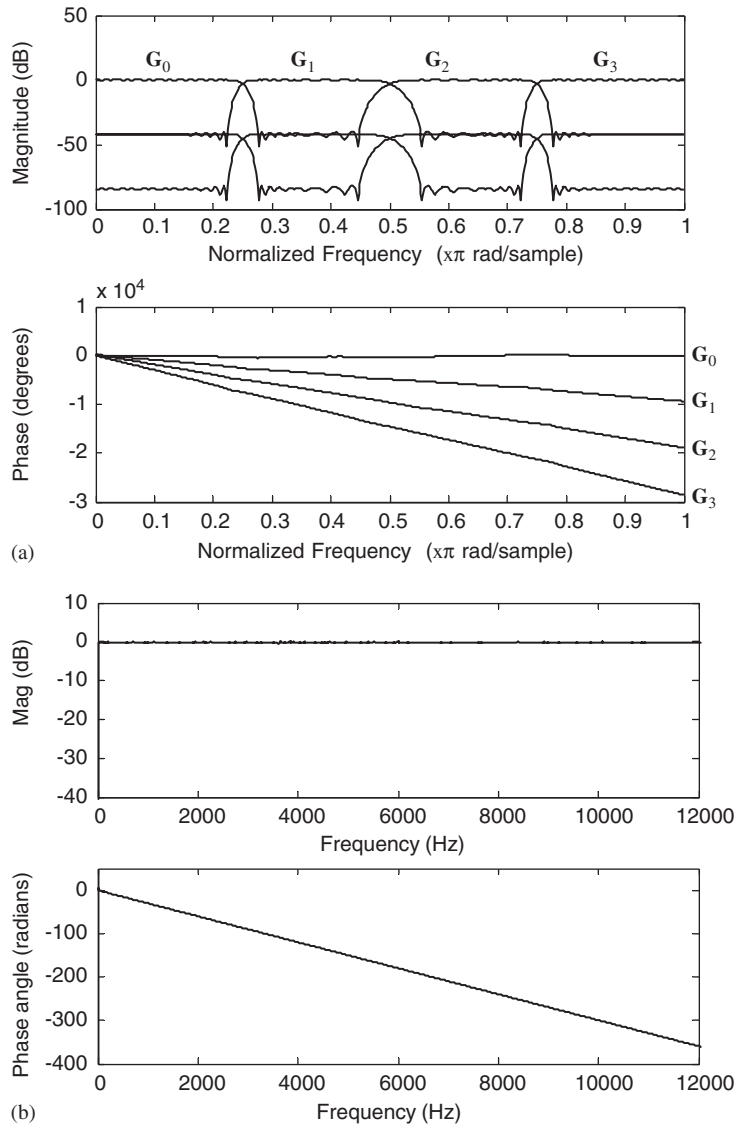 50
G0 G1 G2 G3
0
-50
-100
Magnitude (dB)
0 0.1 0.2 0.3 0.4 0.5 0.6 0.7 0.8 0.9 1
Normalized Frequency (xπ rad/sample)
x 10^4
1
0
-1
-2
-3
Phase (degrees)
G0
G1
G2
G3
0 0.1 0.2 0.3 0.4 0.5 0.6 0.7 0.8 0.9 1
(a) Normalized Frequency (xπ rad/sample)
10
0
-10
-20
-30
-40
Mag (dB)
0 2000 4000 6000 8000 10000 12000
Frequency (Hz)
0
-100
-200
-300
-400
Phase angle (radians)
0 2000 4000 6000 8000 10000 12000
(b) Frequency (Hz)